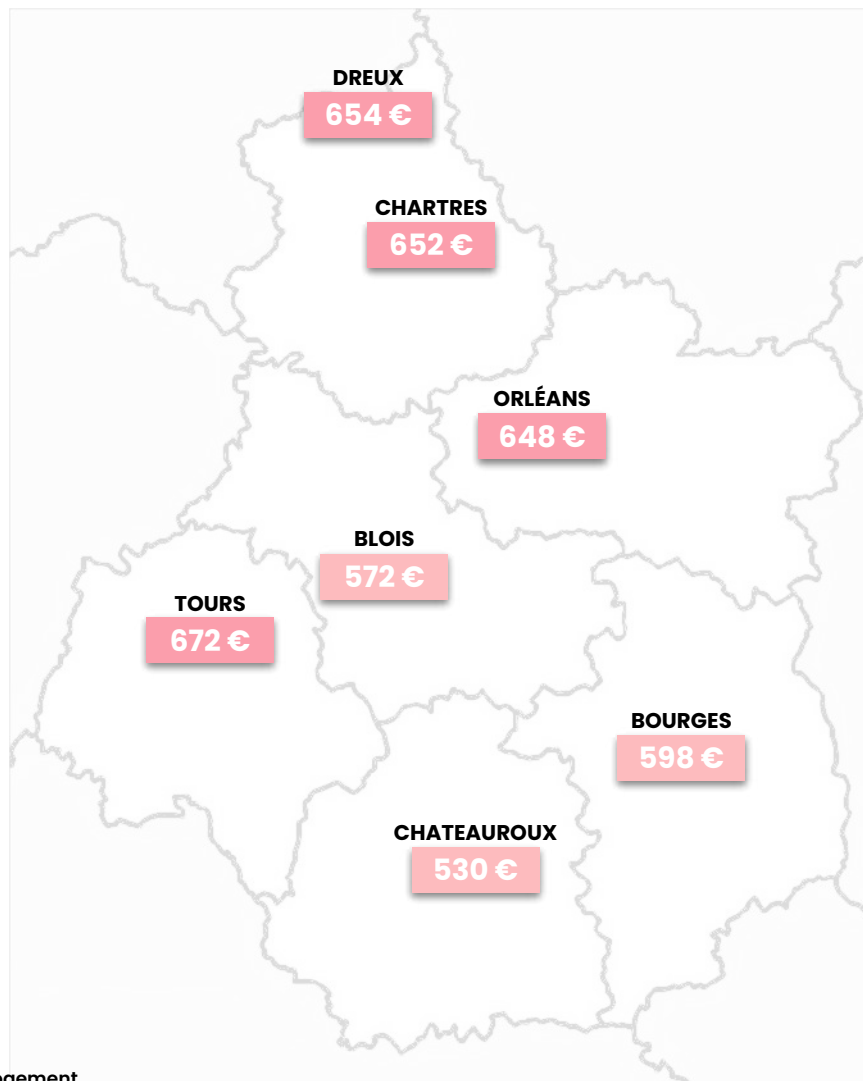 DREUX
654 €
CHARTRES
652 €
ORLÉANS
648 €
BLOIS
572 €
TOURS
672 €
BOURGES
598 €
CHATEAUROUX
530 €